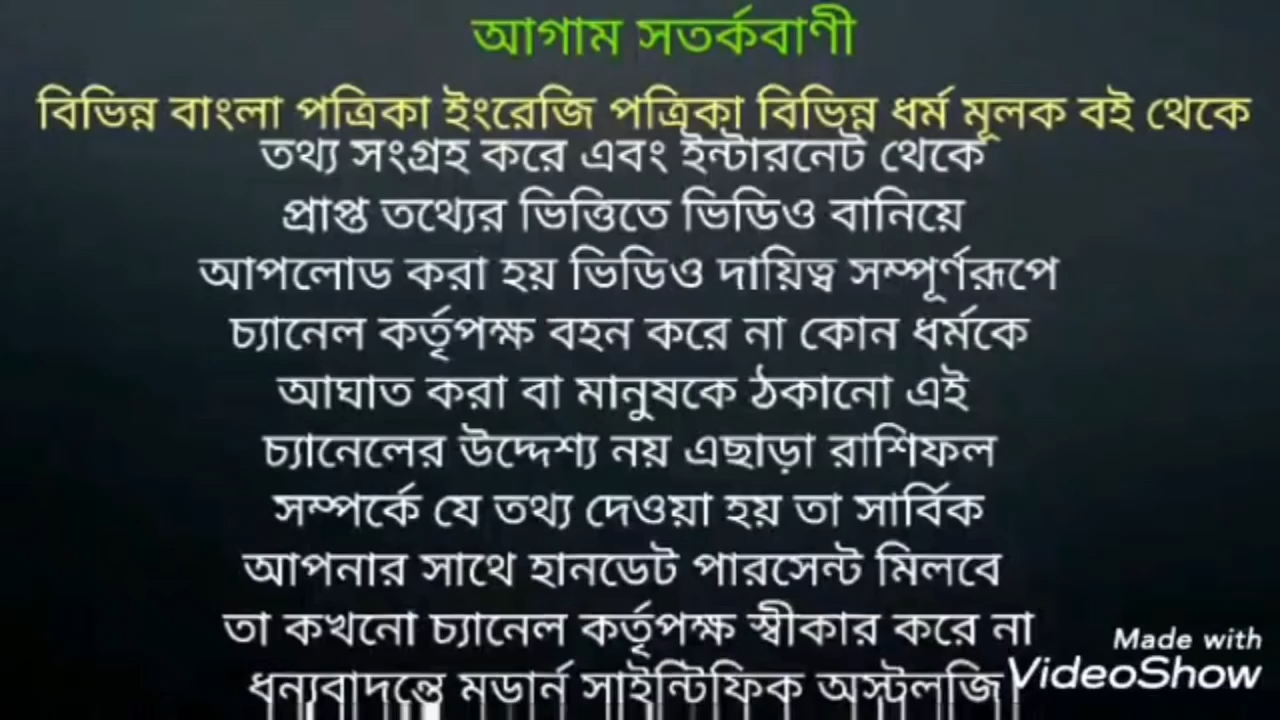 আগাম সতর্কবাণী
বিভিন্ন বাংলা পত্রিকা ইংরেজি পত্রিকা বিভিন্ন ধর্ম মূলক বই থেকে
তথ্য সংগ্রহ করে এবং ইন্টারনেট থেকে
প্রাপ্ত তথ্যের ভিত্তিতে ভিডিও বানিয়ে
আপলোড করা হয় ভিডিও দায়িত্ব সম্পূর্ণরূপে
চ্যানেল কর্তৃপক্ষ বহন করে না কোন ধর্মকে
আঘাত করা বা মানুষকে ঠকানো এই
চ্যানেলের উদ্দেশ্য নয় এছাড়া রাশিফল
সম্পর্কে যে তথ্য দেওয়া হয় তা সার্বিক
আপনার সাথে হানডেট পারসেন্ট মিলবে
তা কখনো চ্যানেল কর্তৃপক্ষ স্বীকার করে না
ধন্যবাদন্তে মডার্ন সাইন্টিফিক অস্ট্রলজি
Made with
VideoShow